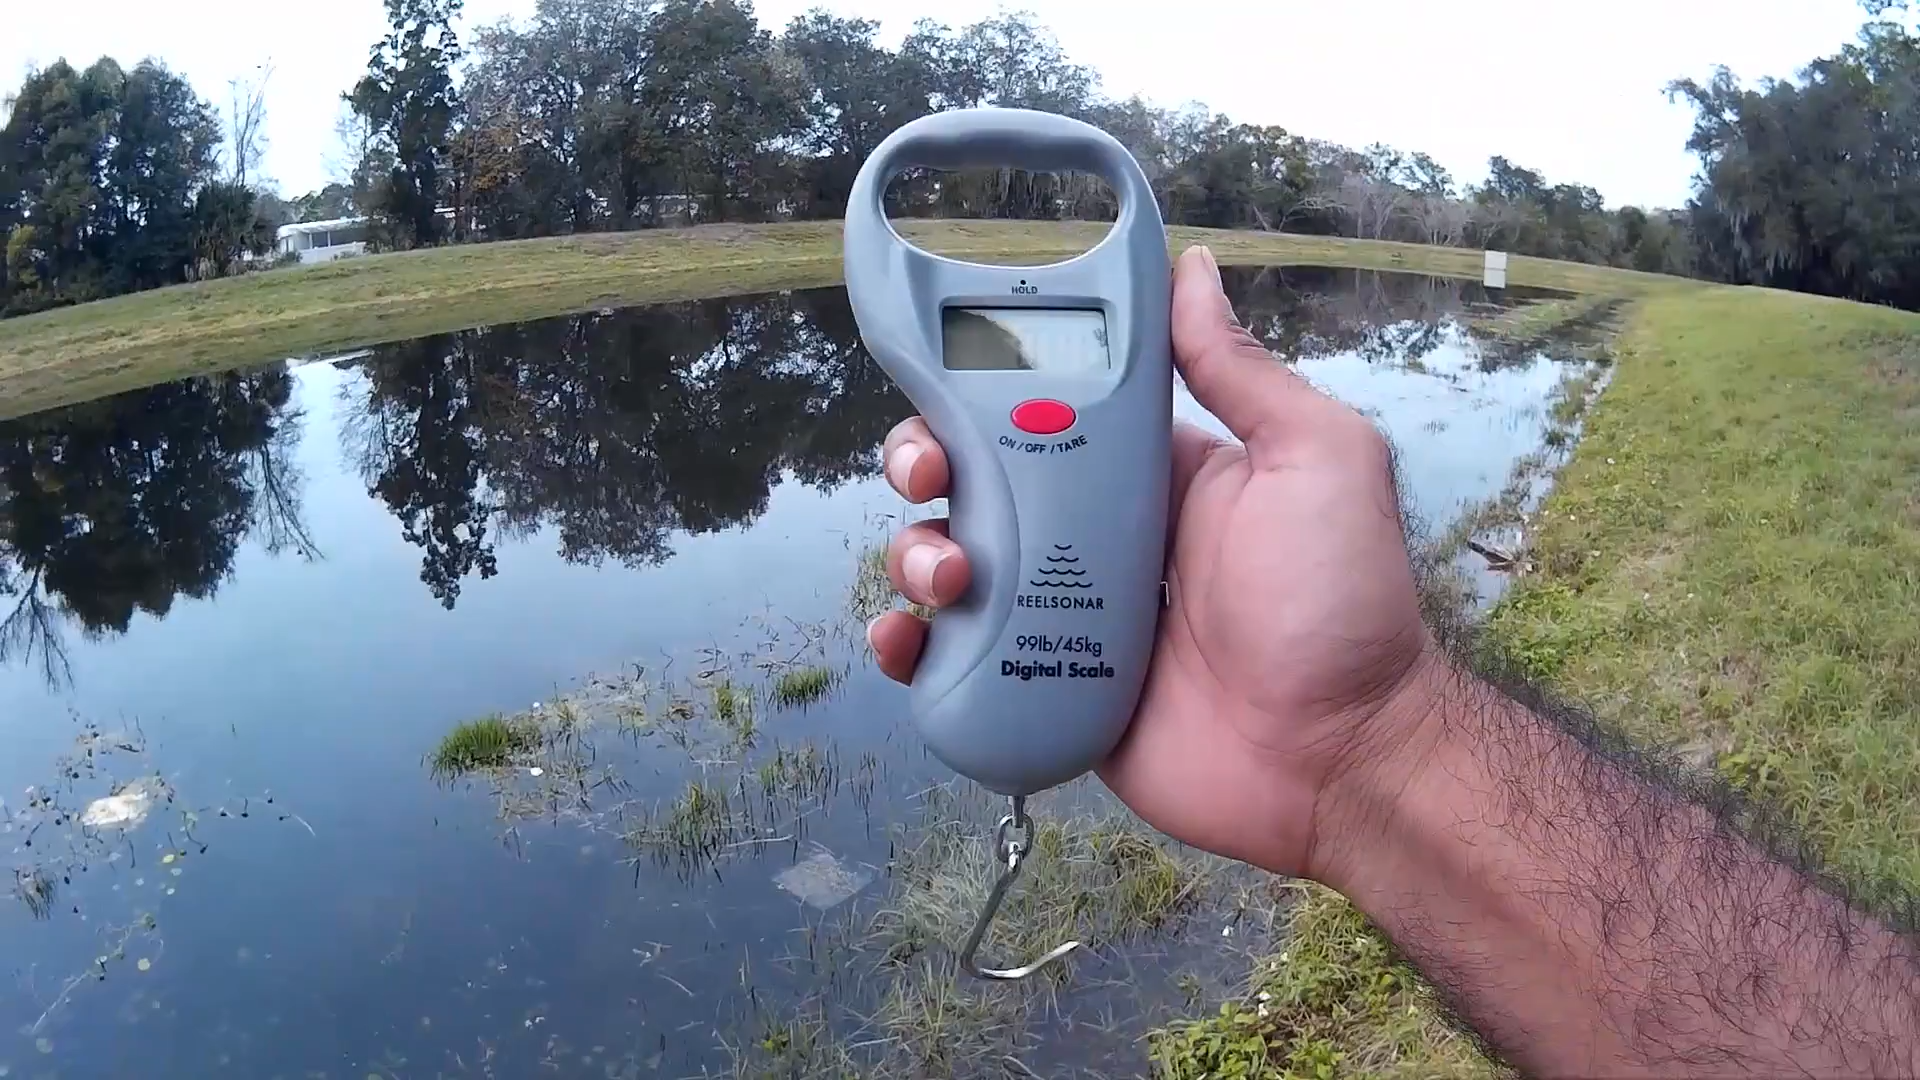 HOLD
ON / OFF / TARE
REELSONAR
99lb/45kg
Digital Scale